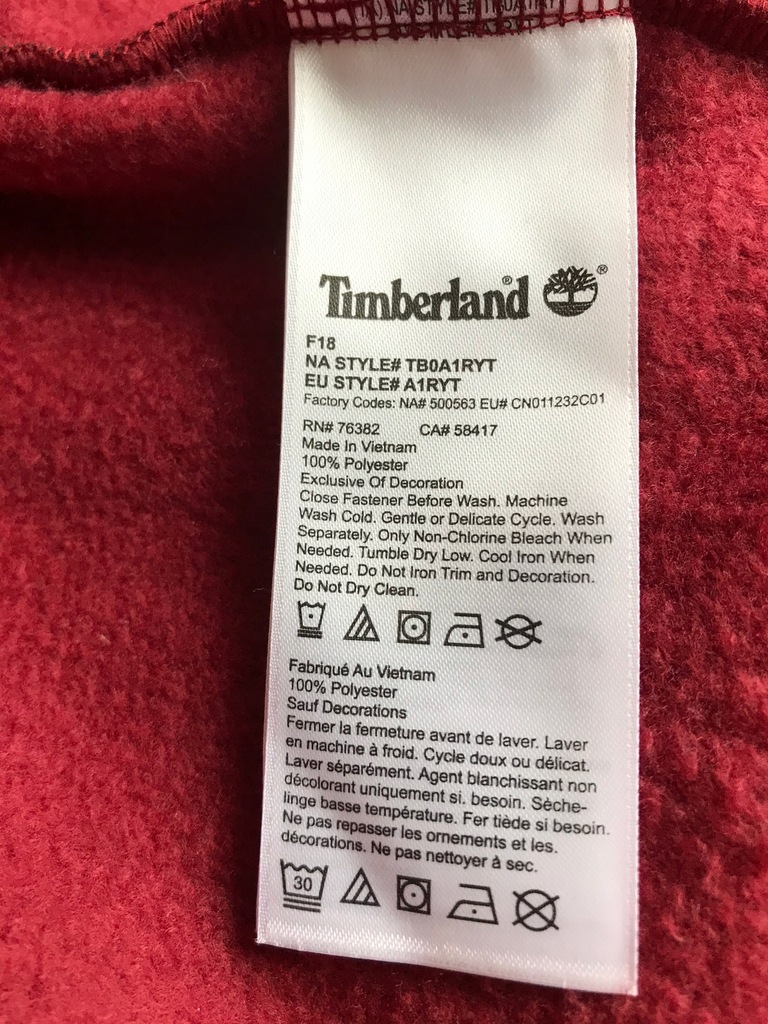 Timberland® ®
F18
NA STYLE# TB0A1RYT
EU STYLE# A1RYT
Factory Codes: NA# 500563 EU# CN011232C01
RN# 76382 CA# 58417
Made In Vietnam
100% Polyester
Exclusive Of Decoration
Close Fastener Before Wash. Machine
Wash Cold. Gentle or Delicate Cycle. Wash
Separately. Only Non-Chlorine Bleach When
Needed. Tumble Dry Low. Cool Iron When
Needed. Do Not Iron Trim and Decoration.
Do Not Dry Clean.
Fabriqué Au Vietnam
100% Polyester
Sauf Decorations
Fermer la fermeture avant de laver. Laver
en machine à froid. Cycle doux ou délicat.
Laver séparément. Agent blanchissant non
décolorant uniquement si. besoin. Sèche-
linge basse température. Fer tiède si besoin.
Ne pas repasser les ornements et les.
décorations. Ne pas nettoyer à sec.
30